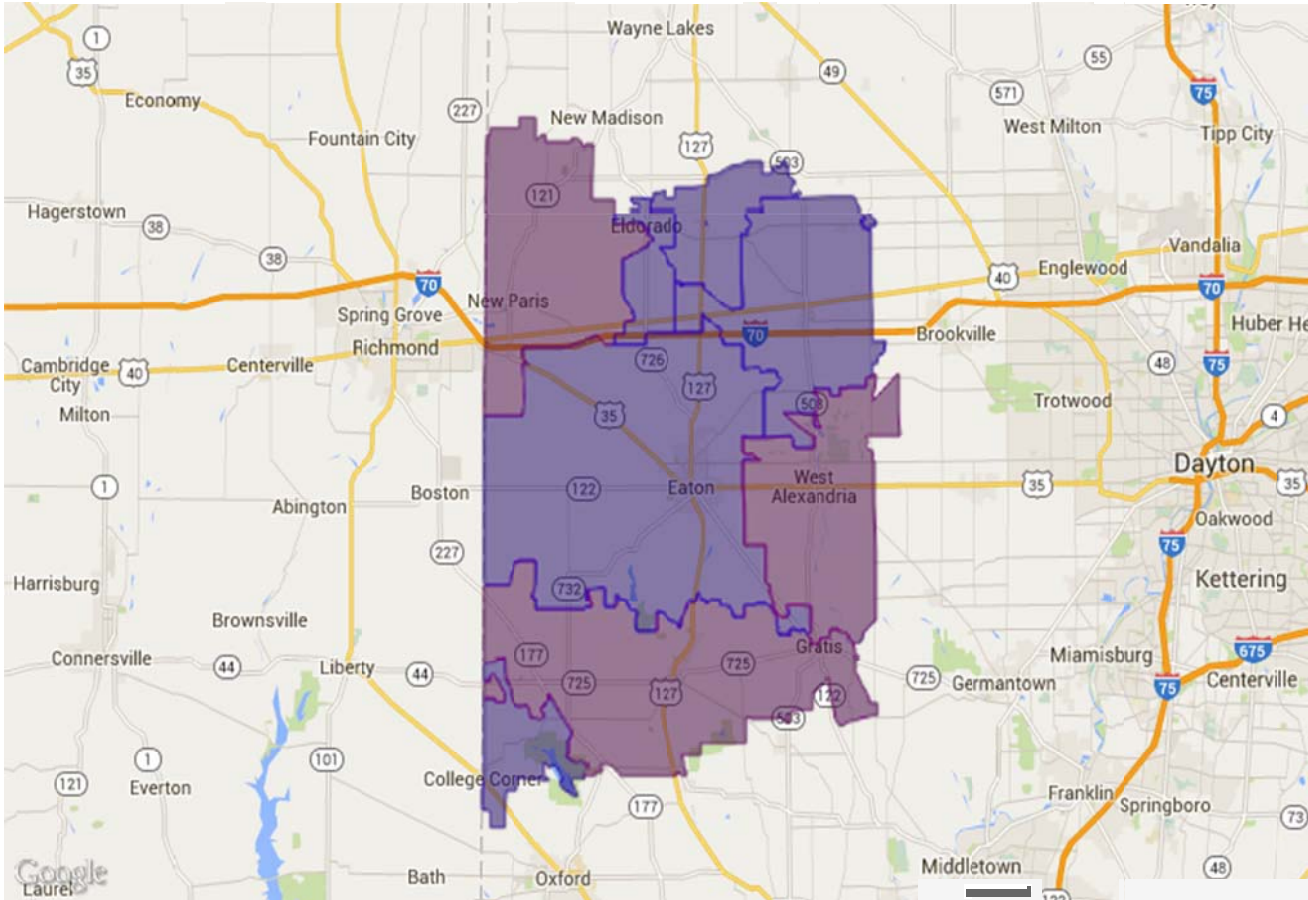 Wayne Lakes
1
55
35
49
75
571
Economy
227
New Madison
West Milton
Tipp City
Fountain City
127
503
121
Hagerstown
38
Eldorado
38
Vandalia
Englewood
40
70
70
New Paris
Spring Grove
Huber He
70
Brookville
Richmond
726
Cambridge
City
40
Centerville
48
75
127
Trotwood
Milton
35
503
4
Dayton
West
Alexandria
1
122
Eaton
35
35
Boston
Abington
Oakwood
227
75
Harrisburg
732
Kettering
Brownsville
Gratis
675
Connersville
44
Liberty
44
177
725
725
Miamisburg
725
Germantown
Centerville
127
122
75
503
1
101
121
Everton
College Corner
177
Franklin
Springboro
73
Google
Laurel
Bath
Oxford
Middletown
48